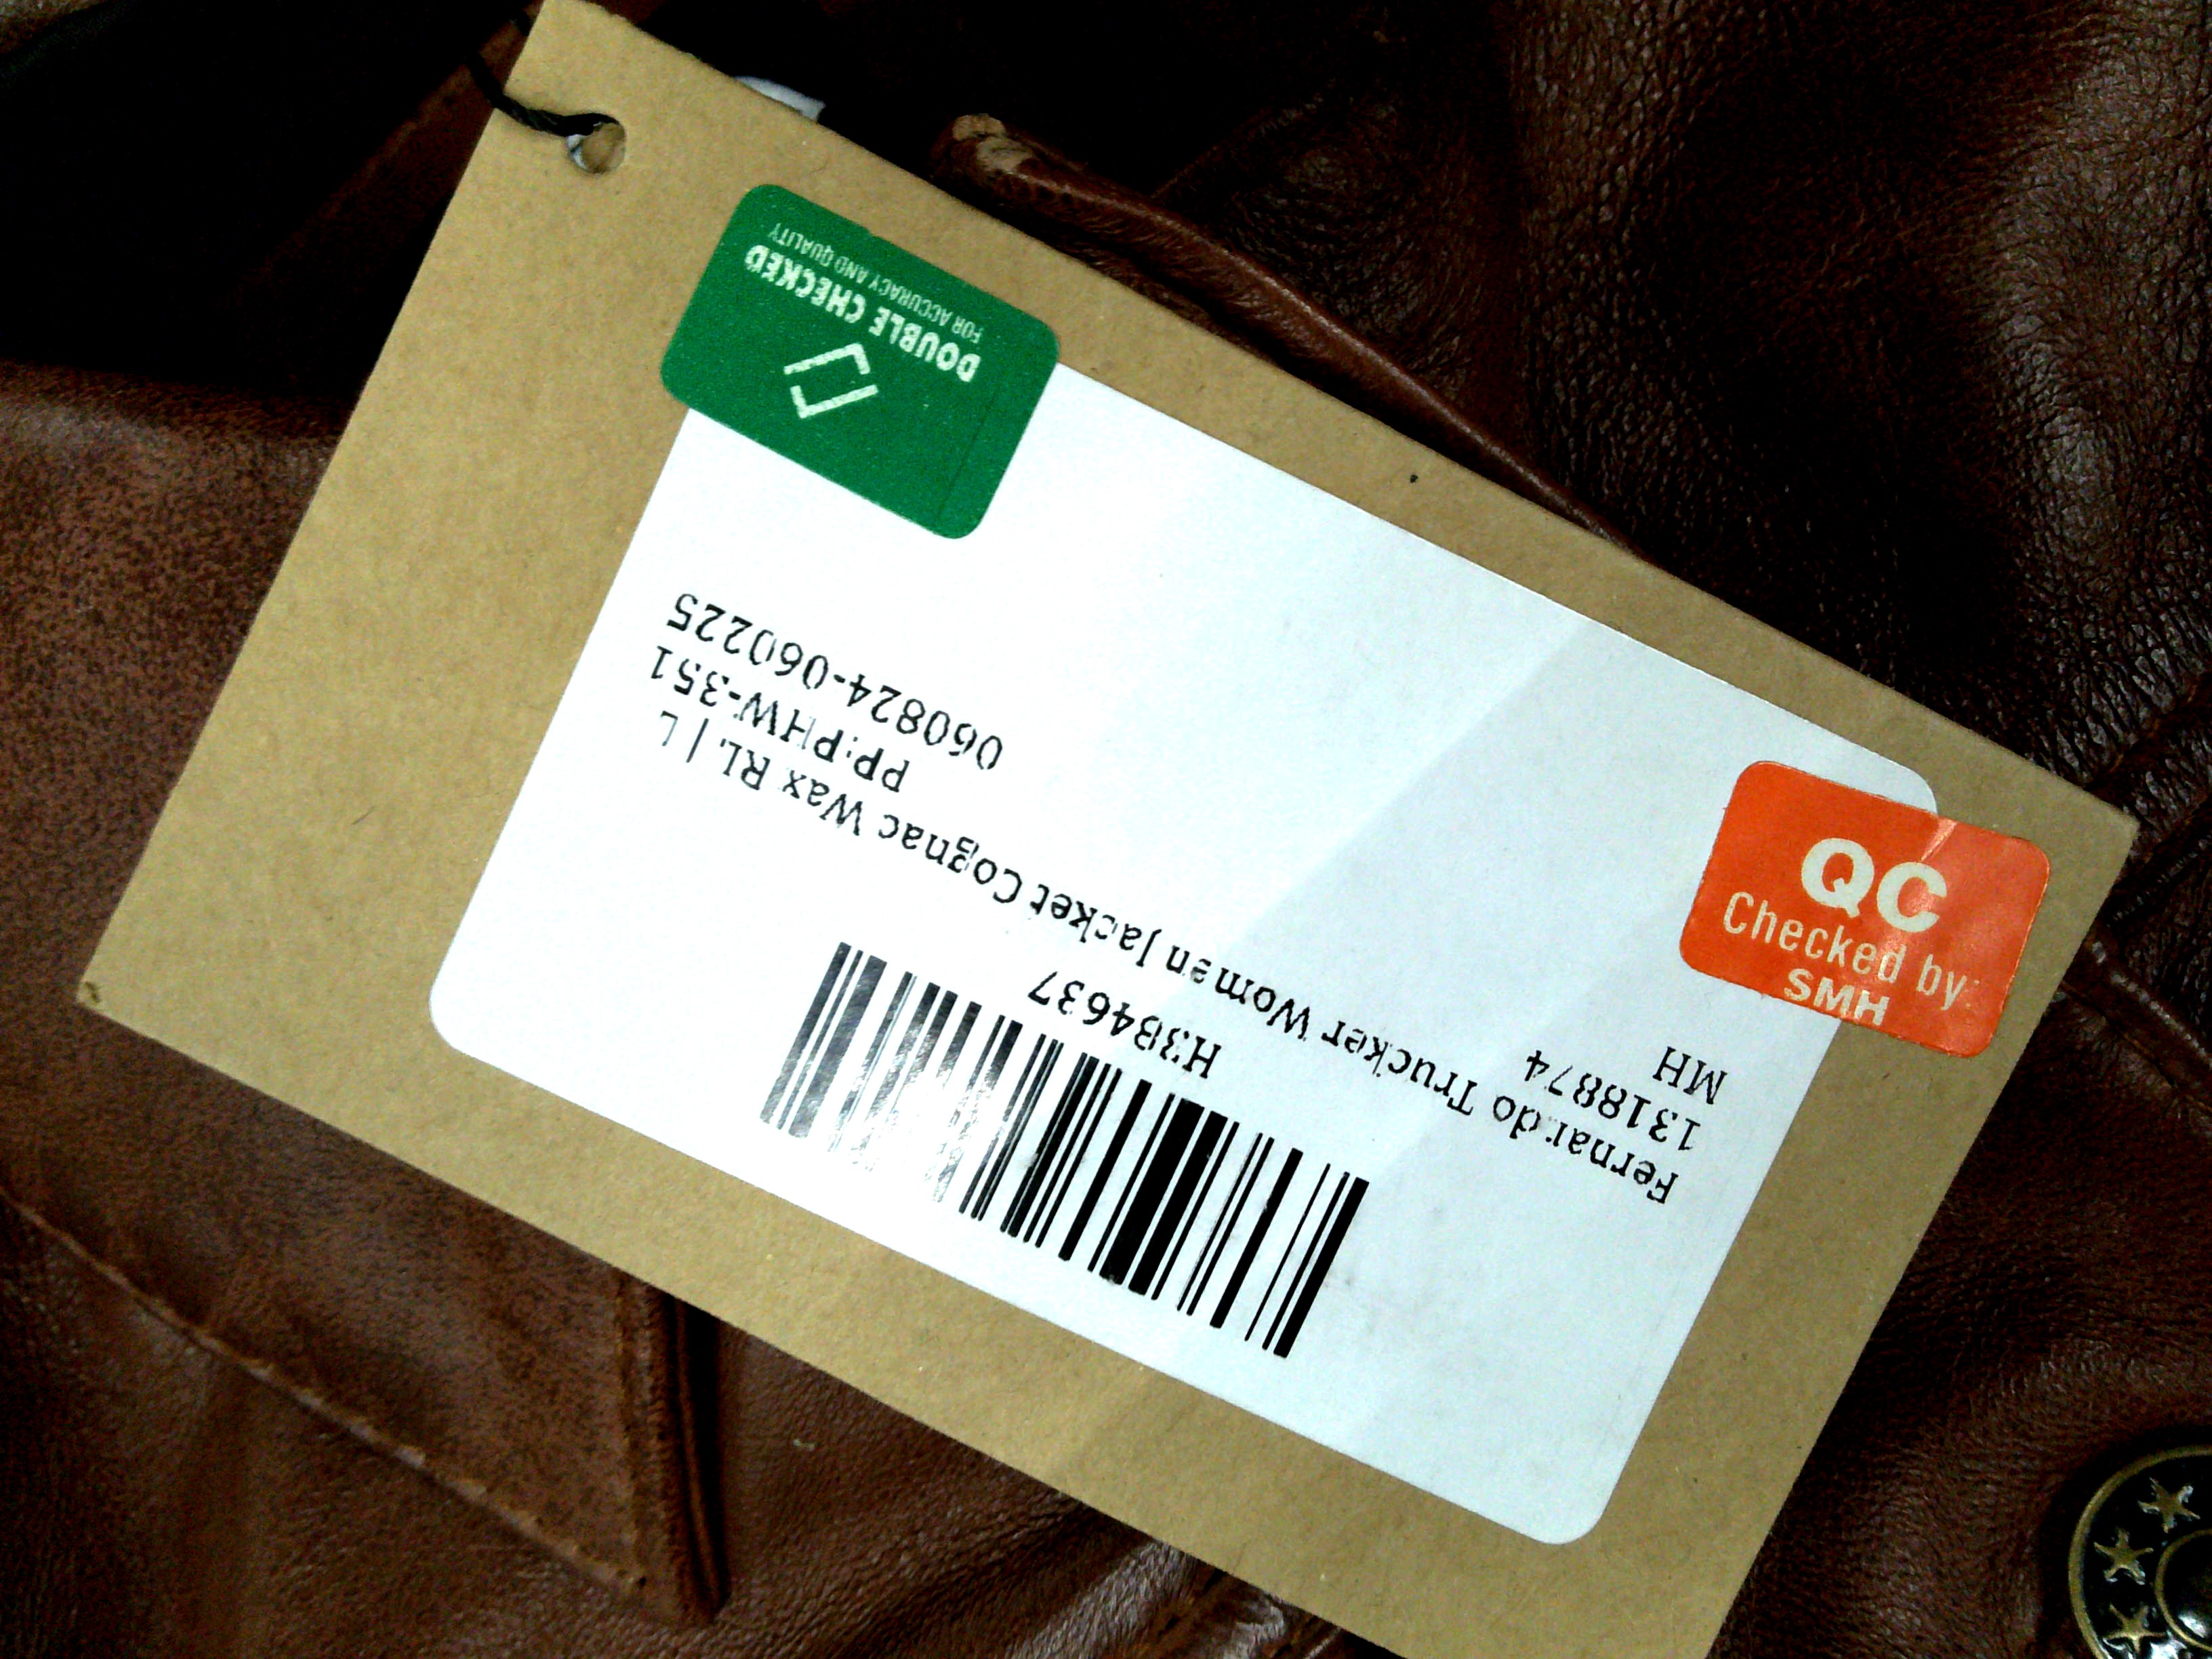 H3B4637
Fernando Trucker Women Jacket Cognac Wax RL | L
1318874
PP:PHW-351
MH
060824-060225
QC
Checked by:
SMH
DOUBLE CHECKED
FOR ACCURACY AND QUALITY